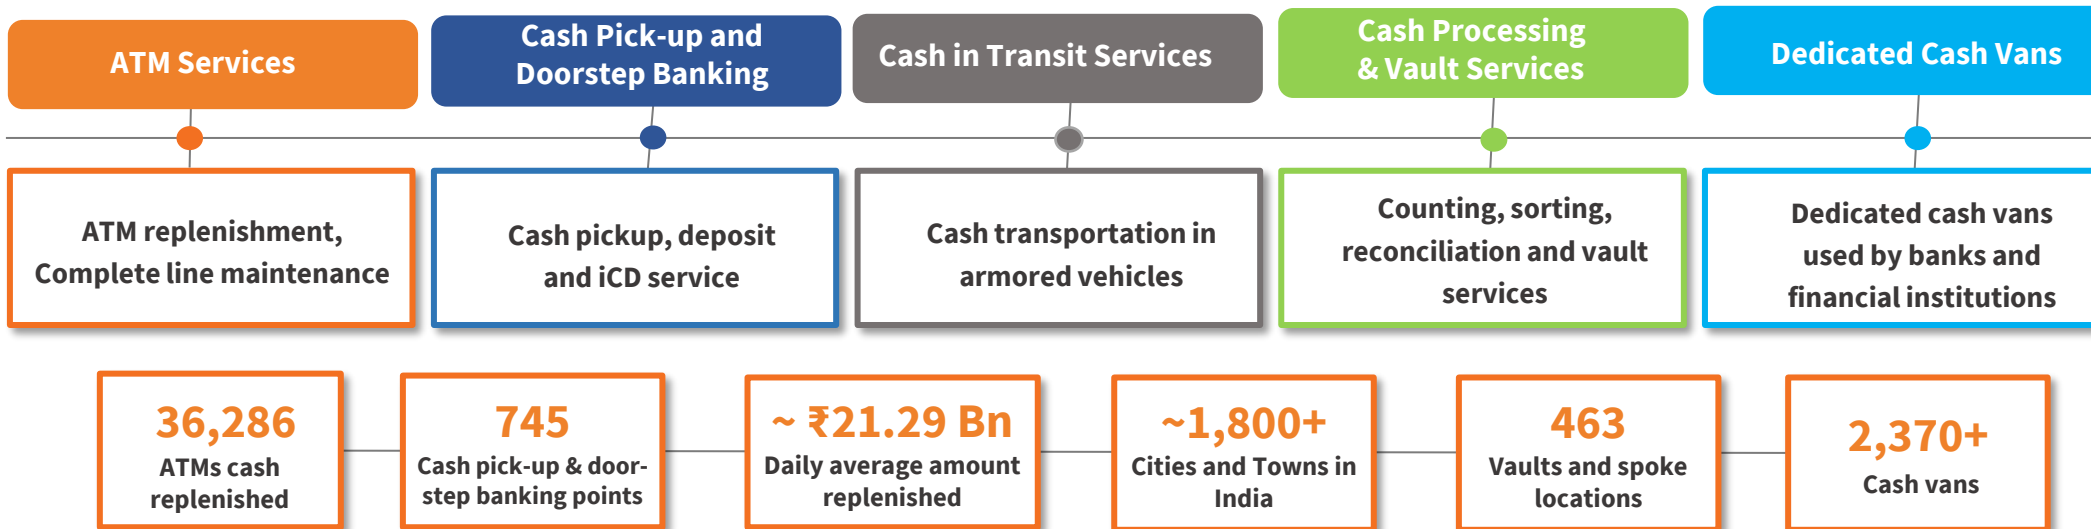 ATM Services
Cash Pick-up and
Doorstep Banking
Cash in Transit Services
Cash Processing
& Vault Services
Dedicated Cash Vans
ATM replenishment,
Complete line maintenance
Cash pickup, deposit
and iCD service
Cash transportation in
armored vehicles
Counting, sorting,
reconciliation and vault
services
Dedicated cash vans
used by banks and
financial institutions
36,286
ATMs cash
replenished
745
Cash pick-up & door-
step banking points
~ ₹21.29 Bn
Daily average amount
replenished
~1,800+
Cities and Towns in
India
463
Vaults and spoke
locations
2,370+
Cash vans